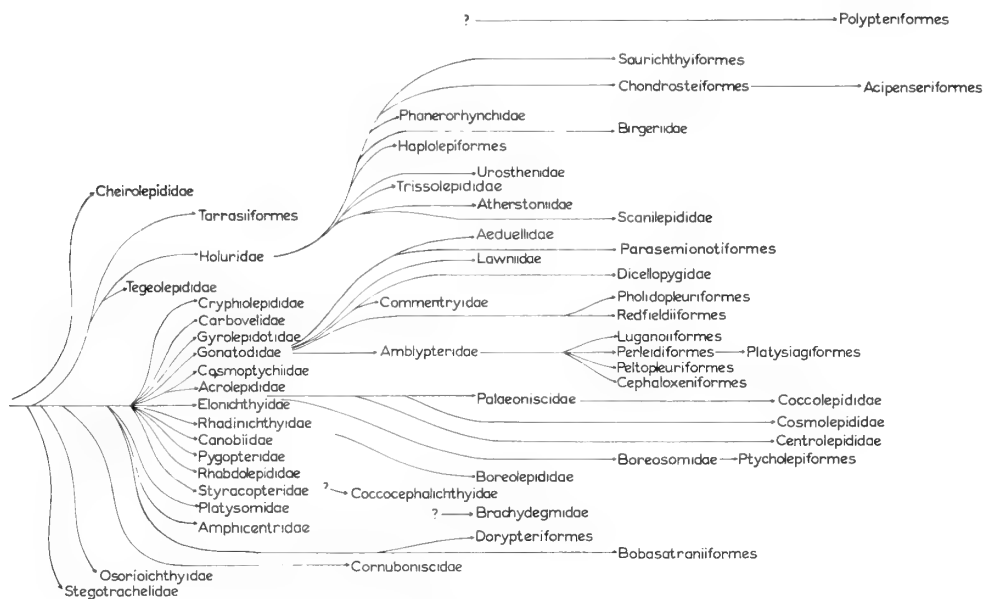 ? Polypteriformes
Saurichthyiformes
Chondrosteiformes Acipenseriformes
Phanerorhynchidae
Birgeriidae
Haplolepiformes
Urosthenidae
Trissolepididae
Cheirolepididae
Atherstoniidae
Tarrasiiformes
Scanilepididae
Aeduellidae
Parasemionotiformes
Holuridae
Lawniidae
Dicellopygidae
Tegeolepididae
Pholidopleuriformes
Cryphiolepididae
Commentryidae
Redfieldiiformes
Carbovelidae
Gyrolepidotidae
Luganoiiformes
Gonatodidae Amblypteridae Perleidiformes Platysiagiformes
Cosmoptychiidae
Peltopleuriformes
Acrolepididae
Cephaloxeniformes
Elonichthyidae
Palaeoniscidae Coccolepididae
Rhadinichthyidae
Cosmolepididae
Canobiidae
Centrolepididae
Pygopteridae
Boreosomidae Ptycholepiformes
Rhabdolepididae
Boreolepididae
Styracopteridae
? Coccocephalichthyidae
Platysomidae
? Brachydegmidae
Amphicentridae
Dorypteriformes
Bobasatraniiformes
Cornuboniscidae
Osorioichthyidae
Stegotrachelidae